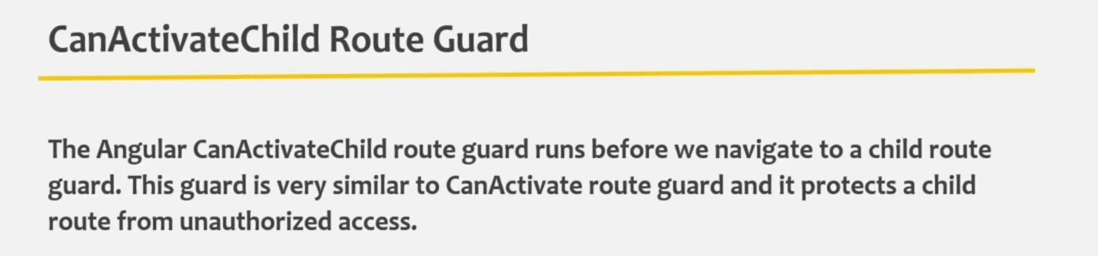 CanActivateChild Route Guard
The Angular CanActivateChild route guard runs before we navigate to a child route
guard. This guard is very similar to CanActivate route guard and it protects a child
route from unauthorized access.